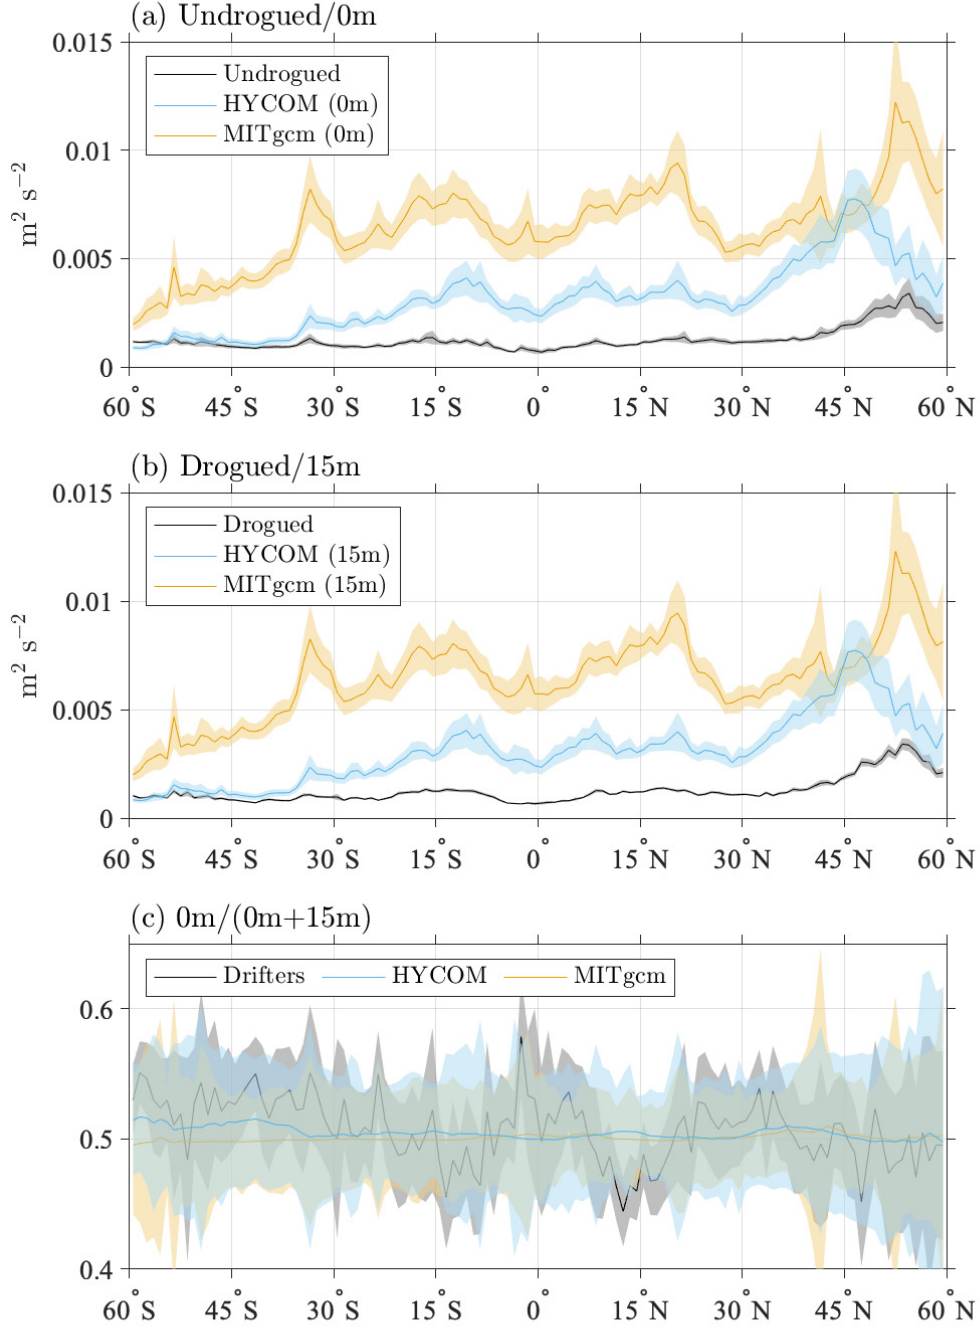 (a) Undrogued/0m
0.015
Undrogued
HYCOM (0m)
MITgcm (0m)
0.01
m² s⁻²
0.005
0
60°S 45°S 30°S 15°S 0° 15°N 30°N 45°N 60°N
(b) Drogued/15m
0.015
Drogued
HYCOM (15m)
MITgcm (15m)
0.01
m² s⁻²
0.005
0
60°S 45°S 30°S 15°S 0° 15°N 30°N 45°N 60°N
(c) 0m/(0m+15m)
Drifters HYCOM MITgcm
0.6
0.5
0.4
60°S 45°S 30°S 15°S 0° 15°N 30°N 45°N 60°N